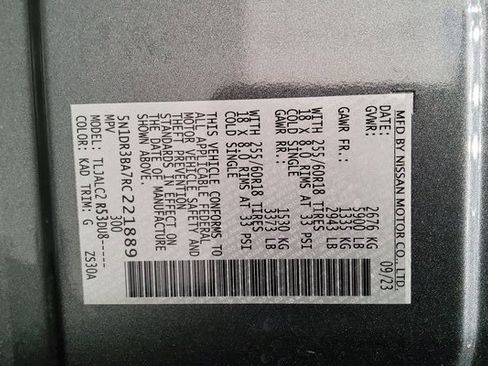 MFD BY NISSAN MOTOR CO., LTD. 09/23
GVWR: 2676 KG
5900 LB
GAWR FR.: 1335 KG
2943 LB
WITH 255/60R18 TIRES
18 X 8.0 RIMS AT 33 PSI
COLD SINGLE
GAWR RR.: 1530 KG
3373 LB
WITH 255/60R18 TIRES
18 X 8.0 RIMS AT 33 PSI
COLD SINGLE
THIS VEHICLE CONFORMS TO
ALL APPLICABLE FEDERAL
MOTOR VEHICLE SAFETY AND
THEFT PREVENTION
STANDARDS IN EFFECT ON
THE DATE OF MANUFACTURE
SHOWN ABOVE.
5N1DR3BA7RC221889
MPV 300
MODEL: TLJALC2 R53DU8-----
COLOR: KAD TRIM: G ZS30A